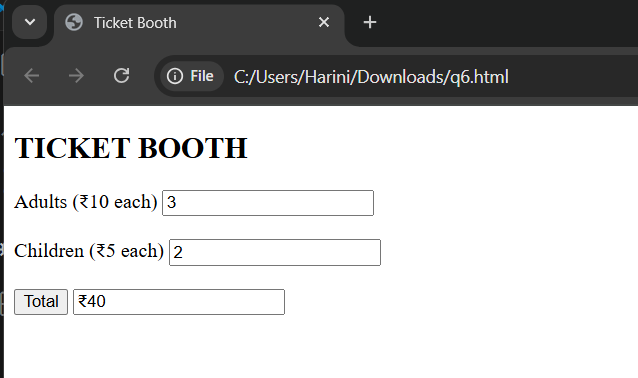 Ticket Booth
File C:/Users/Harini/Downloads/q6.html
TICKET BOOTH
Adults (₹10 each) 3
Children (₹5 each) 2
Total ₹40